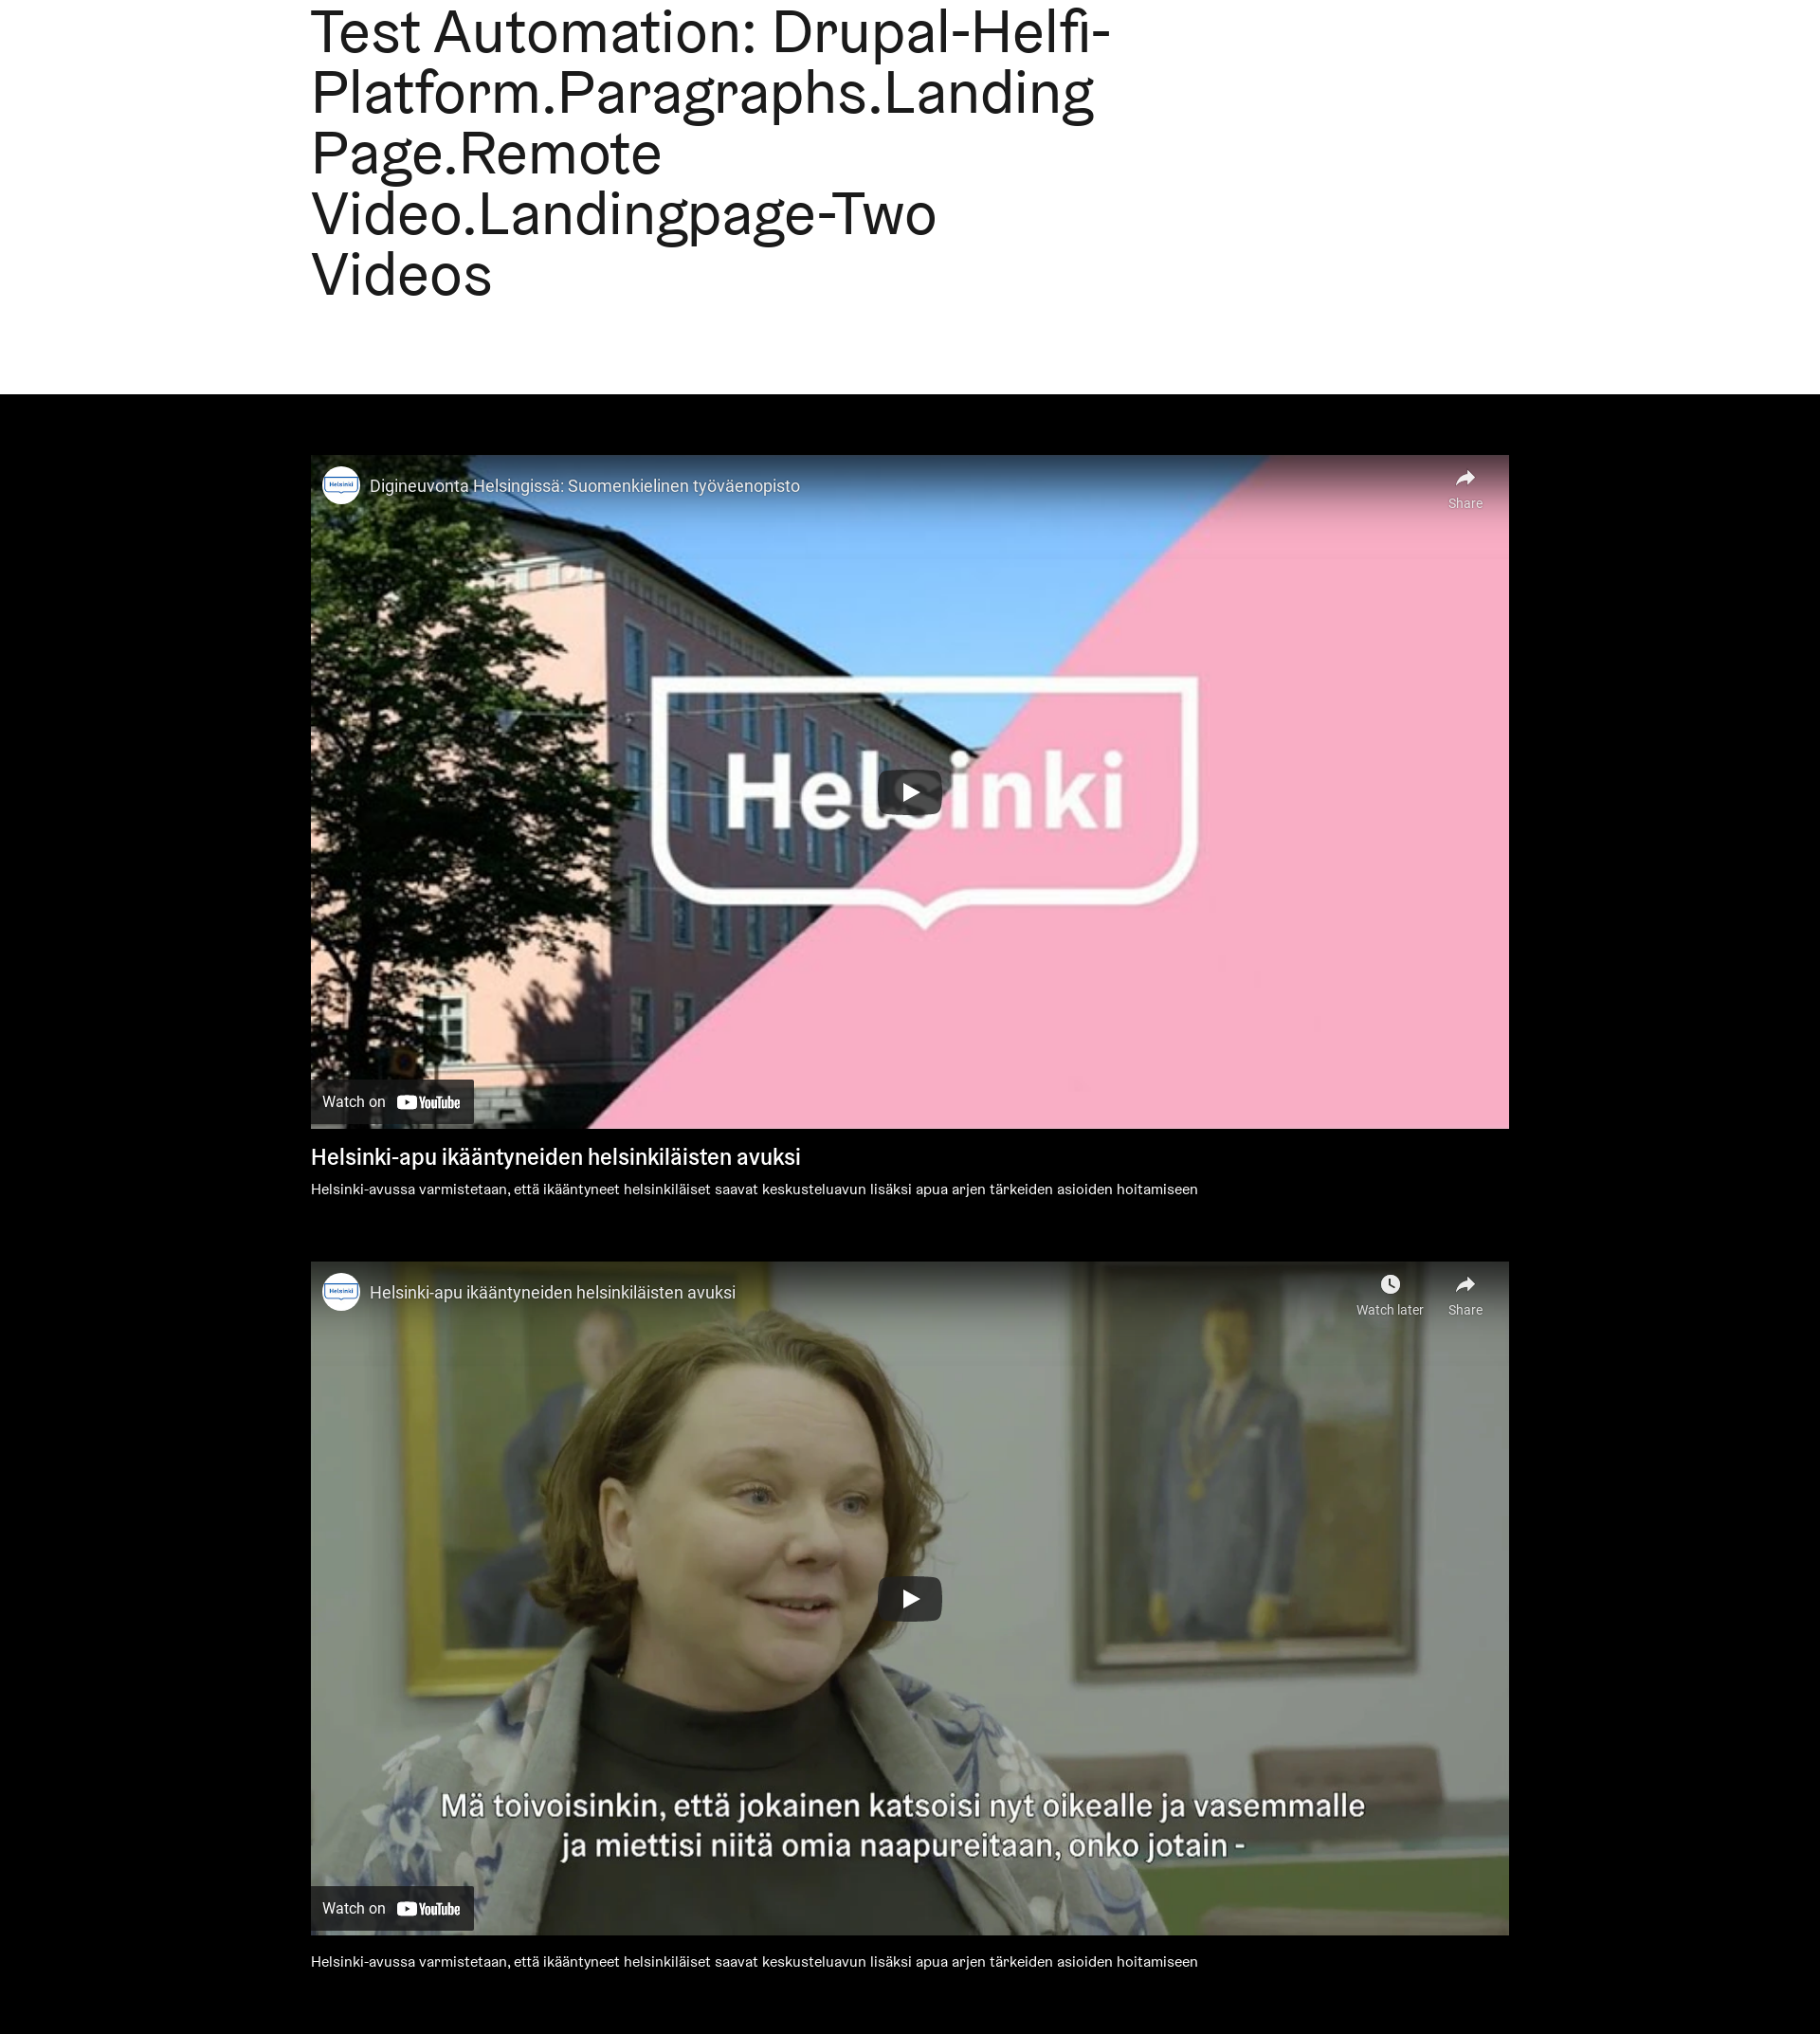 Test Automation: Drupal-Helfi-
Platform.Paragraphs.Landing
Page.Remote
Video.Landingpage-Two
Videos
Helsinki
Digineuvonta Helsingissä: Suomenkielinen työväenopisto
Share
Helsinki
Watch on YouTube
Helsinki-apu ikääntyneiden helsinkiläisten avuksi
Helsinki-avussa varmistetaan, että ikääntyneet helsinkiläiset saavat keskusteluavun lisäksi apua arjen tärkeiden asioiden hoitamiseen
Helsinki
Helsinki-apu ikääntyneiden helsinkiläisten avuksi
Watch later
Share
Mä toivoisinkin, että jokainen katsoisi nyt oikealle ja vasemmalle
ja miettisi niitä omia naapureitaan, onko jotain -
Watch on YouTube
Helsinki-avussa varmistetaan, että ikääntyneet helsinkiläiset saavat keskusteluavun lisäksi apua arjen tärkeiden asioiden hoitamiseen